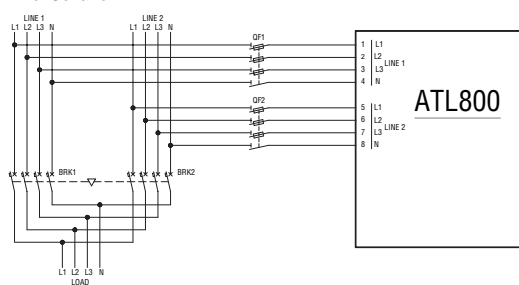 LINE 1 LINE 2
L1 L2 L3 N L1 L2 L3 N
QF1
1 L1
2 L2
LINE 1
3 L3
4 N
QF2
5 L1
6 L2
LINE 2
7 L3
8 N
ATL800
BRK1 BRK2
L1 L2 L3 N
LOAD